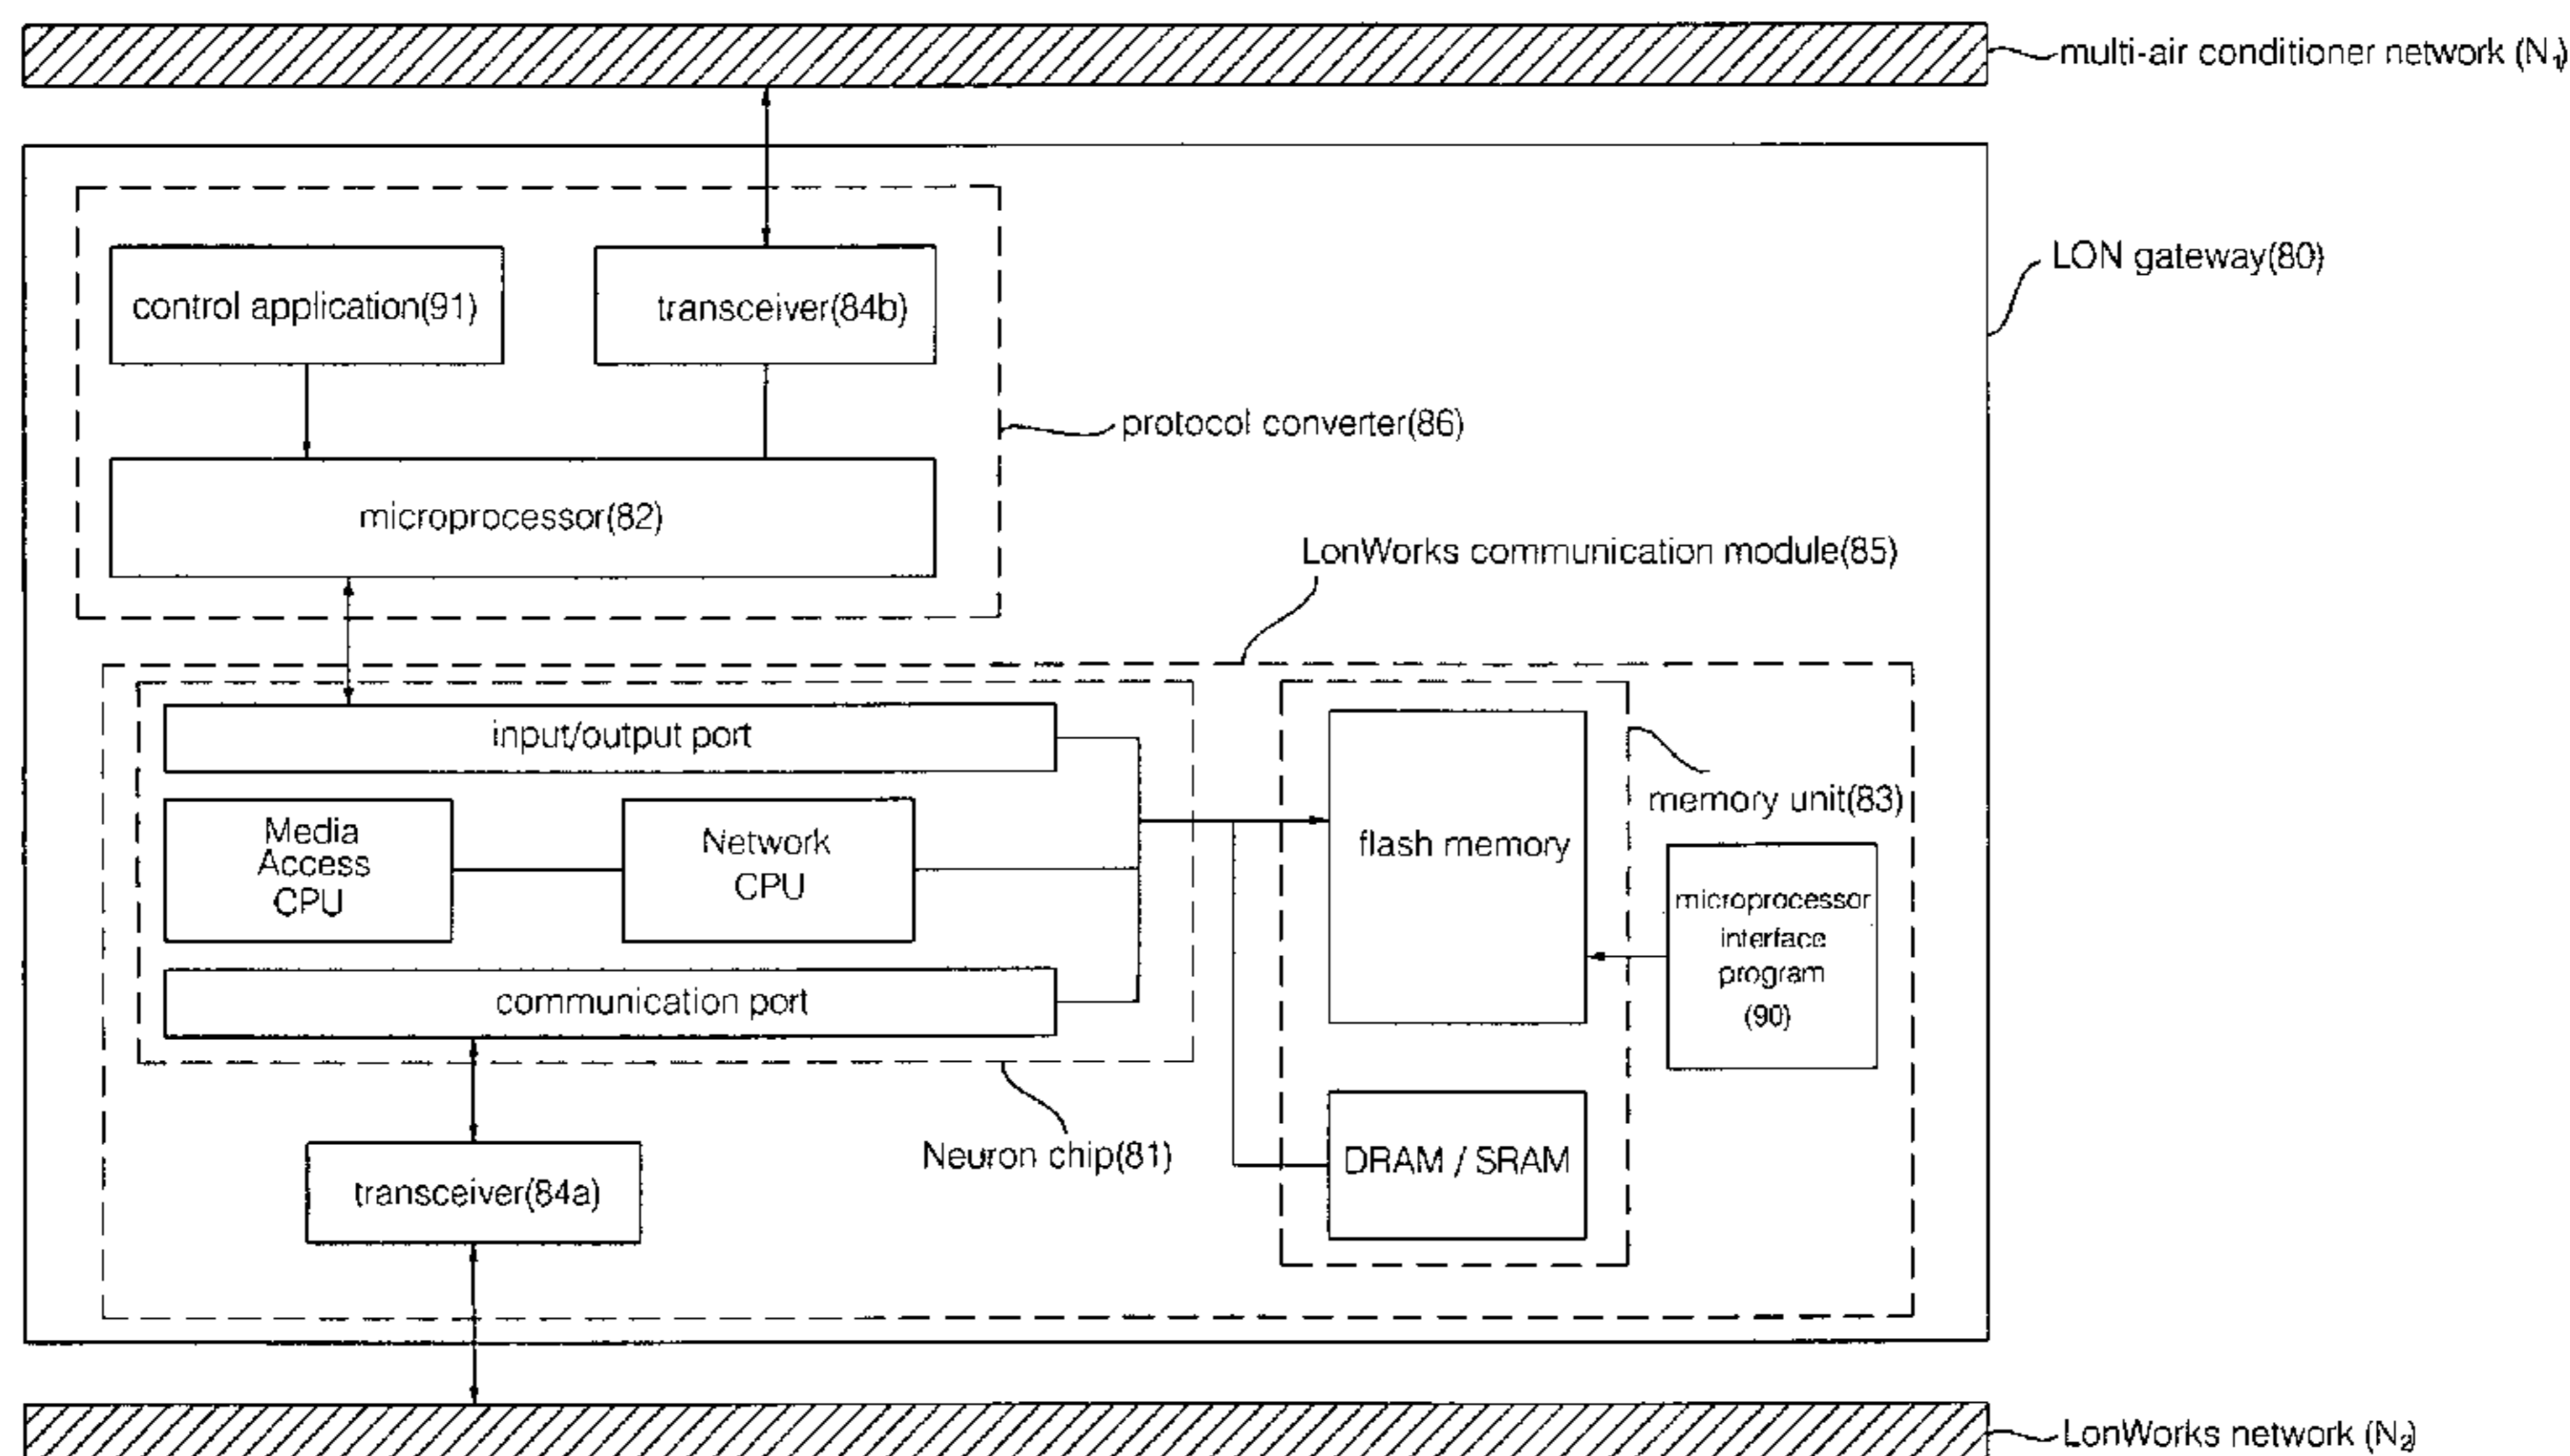 multi-air conditioner network (N1)
LON gateway(80)
control application(91)
transceiver(84b)
protocol converter(86)
microprocessor(82)
LonWorks communication module(85)
input/output port
memory unit(83)
Media
Access
CPU
Network
CPU
flash memory
microprocessor
interface
program
(90)
communication port
Neuron chip(81)
DRAM / SRAM
transceiver(84a)
LonWorks network (N2)